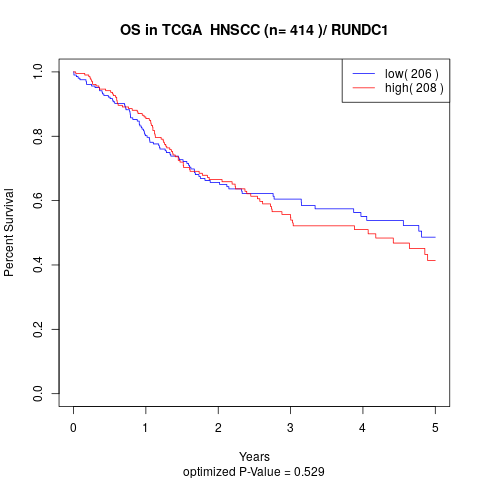 OS in TCGA  HNSCC (n= 414 )/ RUNDC1
low( 206 )
high( 208 )
Percent Survival
1.0
0.8
0.6
0.4
0.2
0.0
0 1 2 3 4 5
Years
optimized P-Value = 0.529